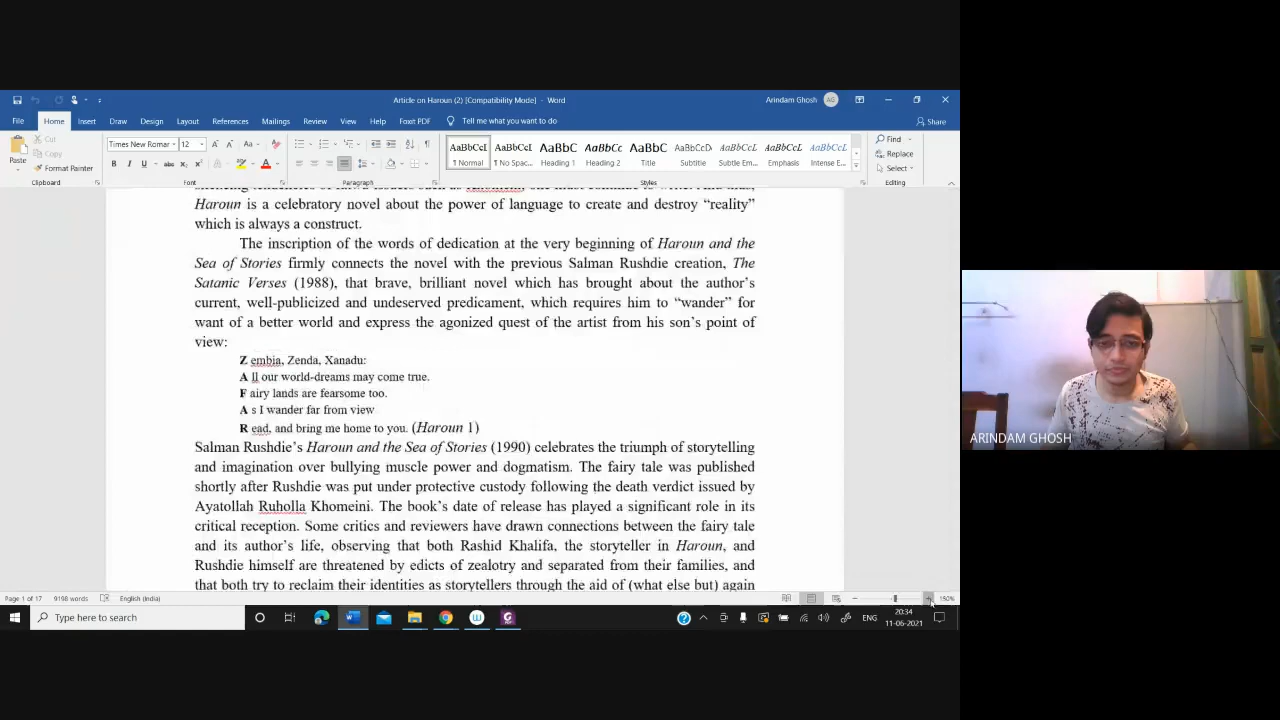 Article on Haroun (2) [Compatibility Mode] - Word
Arindam Ghosh
AG
File Home Insert Draw Design Layout References Mailings Review View Help Foxit PDF Tell me what you want to do
Share
Paste
Cut
Copy
Format Painter
Clipboard
Times New Romar 12
Font
Paragraph
AaBbCcI AaBbCcI AaBbC AaBbCc AaBbC AaBbCcI AaBbCcI AaBbCcI AaBbCcI
¶ Normal ¶ No Spac... Heading 1 Heading 2 Title Subtitle Subtle Em... Emphasis Intense E...
Styles
Find
Replace
Select
Editing
Haroun is a celebratory novel about the power of language to create and destroy “reality”
which is always a construct.
The inscription of the words of dedication at the very beginning of Haroun and the
Sea of Stories firmly connects the novel with the previous Salman Rushdie creation, The
Satanic Verses (1988), that brave, brilliant novel which has brought about the author’s
current, well-publicized and undeserved predicament, which requires him to “wander” for
want of a better world and express the agonized quest of the artist from his son’s point of
view:
Z embia, Zenda, Xanadu:
A ll our world-dreams may come true.
F airy lands are fearsome too.
A s I wander far from view
R ead, and bring me home to you. (Haroun 1)
Salman Rushdie’s Haroun and the Sea of Stories (1990) celebrates the triumph of storytelling
and imagination over bullying muscle power and dogmatism. The fairy tale was published
shortly after Rushdie was put under protective custody following the death verdict issued by
Ayatollah Ruholla Khomeini. The book’s date of release has played a significant role in its
critical reception. Some critics and reviewers have drawn connections between the fairy tale
and its author’s life, observing that both Rashid Khalifa, the storyteller in Haroun, and
Rushdie himself are threatened by edicts of zealotry and separated from their families, and
that both try to reclaim their identities as storytellers through the aid of (what else but) again
Page 1 of 17 9198 words English (India)
190%
Type here to search
ENG
20:34
11-06-2021
ARINDAM GHOSH